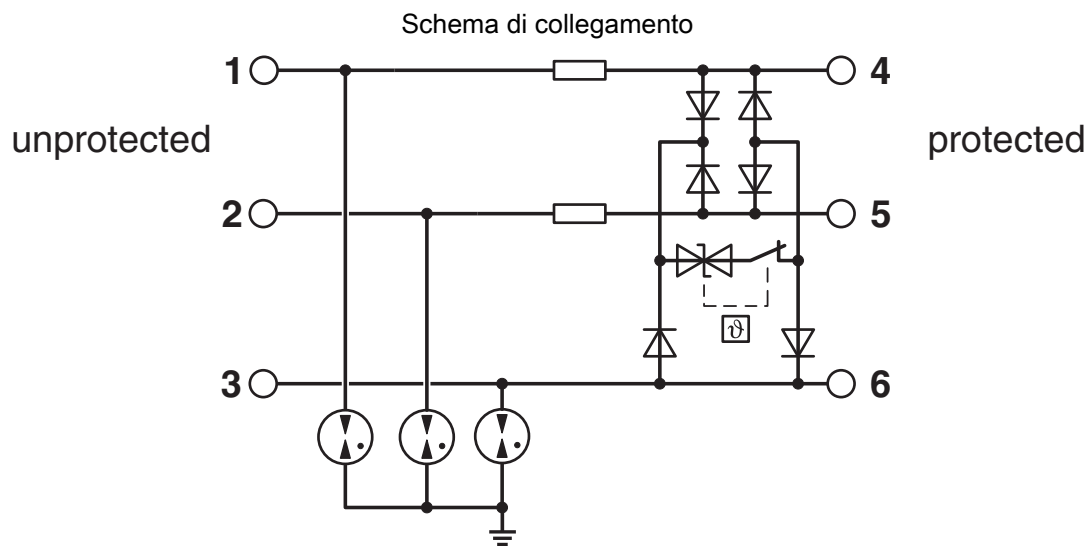 Schema di collegamento
1 4
unprotected protected
2 5
ϑ
3 6